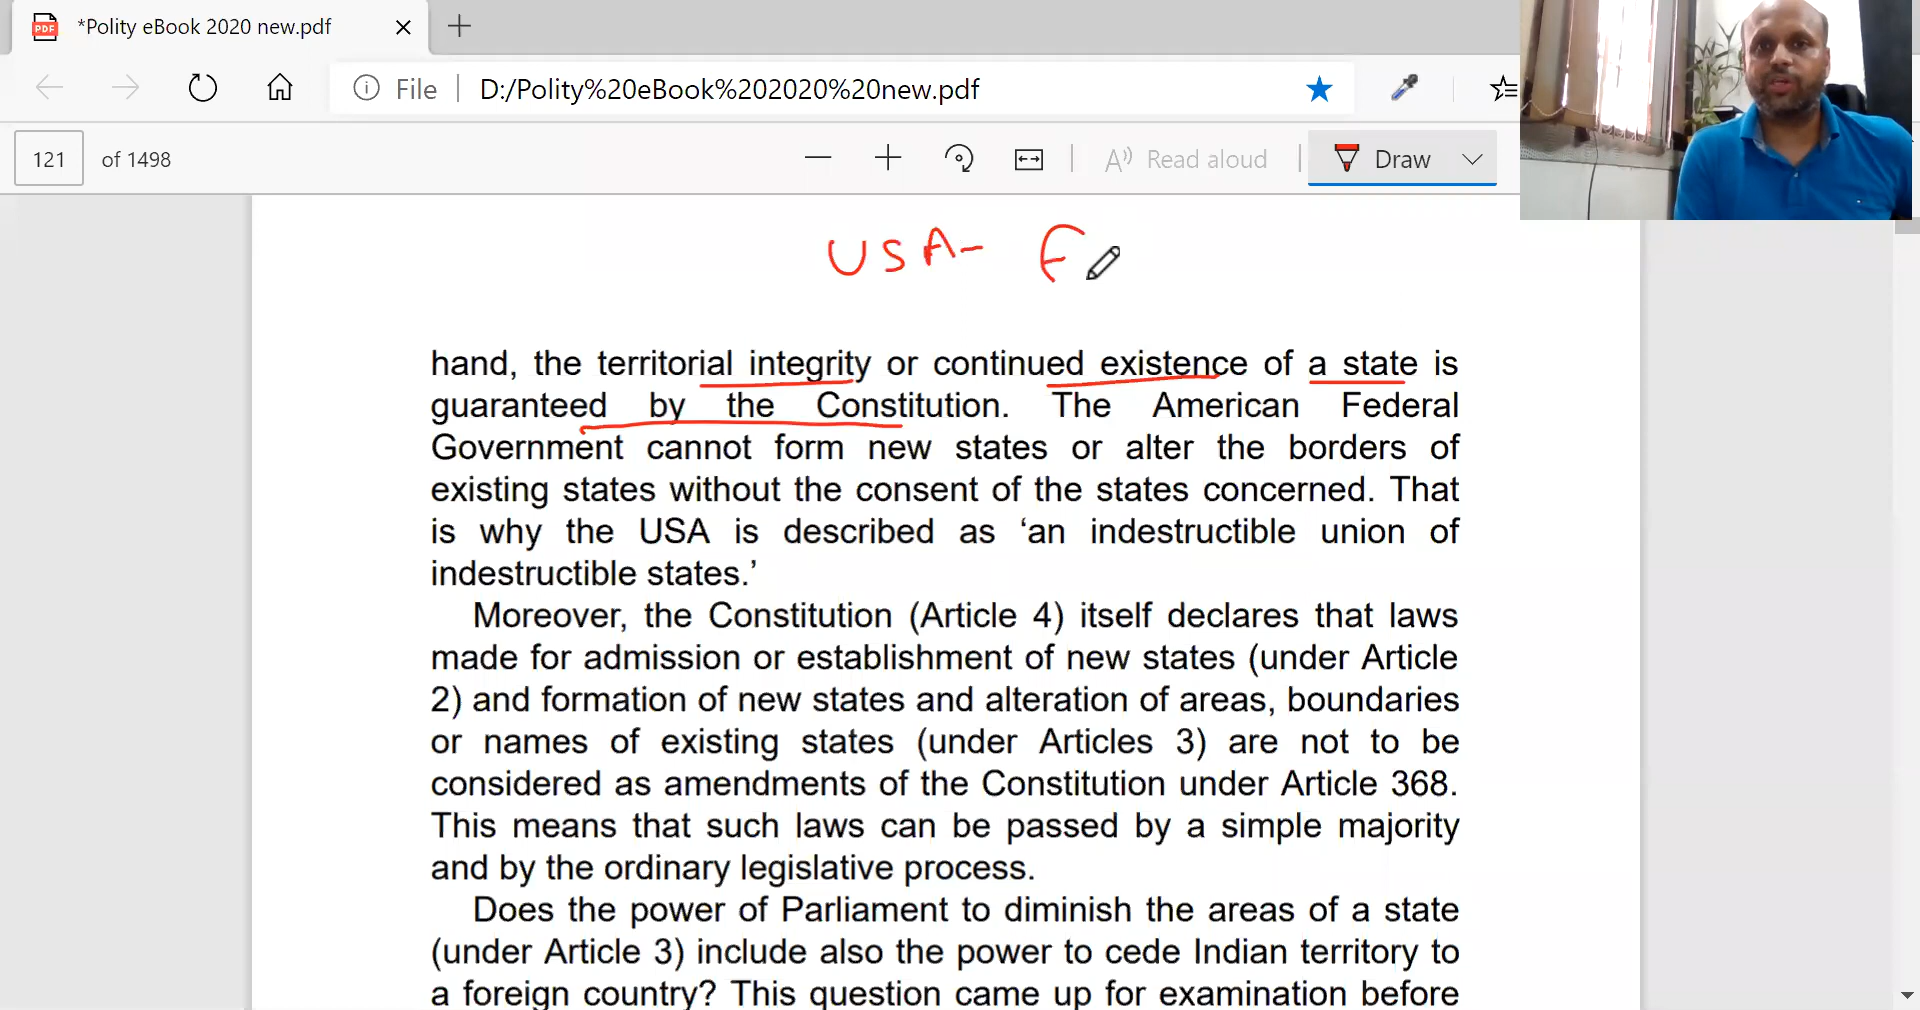 *Polity eBook 2020 new.pdf
File D:/Polity%20eBook%202020%20new.pdf
121 of 1498 Read aloud Draw
USA- F
hand, the territorial integrity or continued existence of a state is
guaranteed by the Constitution. The American Federal
Government cannot form new states or alter the borders of
existing states without the consent of the states concerned. That
is why the USA is described as ‘an indestructible union of
indestructible states.’
Moreover, the Constitution (Article 4) itself declares that laws
made for admission or establishment of new states (under Article
2) and formation of new states and alteration of areas, boundaries
or names of existing states (under Articles 3) are not to be
considered as amendments of the Constitution under Article 368.
This means that such laws can be passed by a simple majority
and by the ordinary legislative process.
Does the power of Parliament to diminish the areas of a state
(under Article 3) include also the power to cede Indian territory to
a foreign country? This question came up for examination before